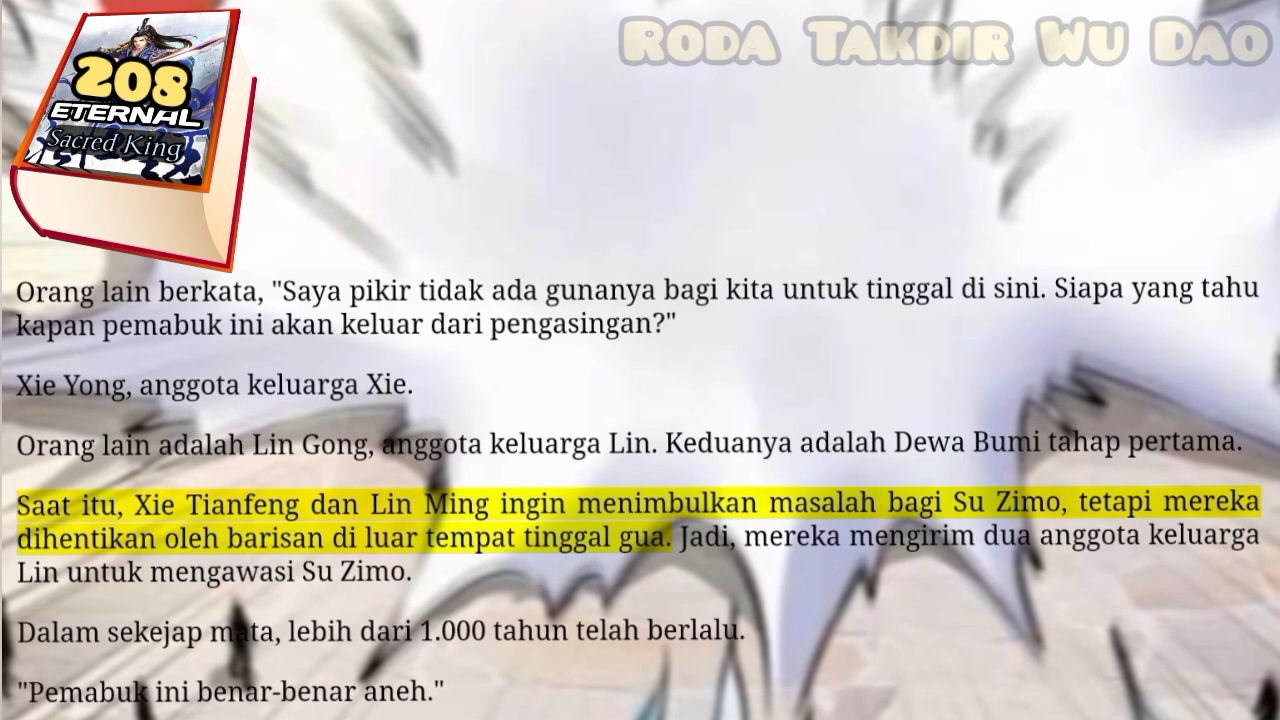 RODA TAKDIR WU DAO
208
ETERNAL
Sacred King
Orang lain berkata, "Saya pikir tidak ada gunanya bagi kita untuk tinggal di sini. Siapa yang tahu
kapan pemabuk ini akan keluar dari pengasingan?"
Xie Yong, anggota keluarga Xie.
Orang lain adalah Lin Gong, anggota keluarga Lin. Keduanya adalah Dewa Bumi tahap pertama.
Saat itu, Xie Tianfeng dan Lin Ming ingin menimbulkan masalah bagi Su Zimo, tetapi mereka
dihentikan oleh barisan di luar tempat tinggal gua. Jadi, mereka mengirim dua anggota keluarga
Lin untuk mengawasi Su Zimo.
Dalam sekejap mata, lebih dari 1.000 tahun telah berlalu.
"Pemabuk ini benar-benar aneh."